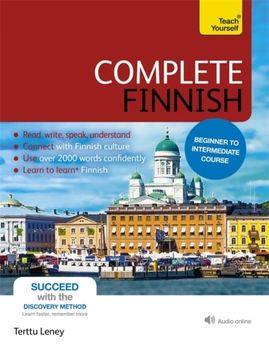 Teach
Yourself
COMPLETE
FINNISH
• Read, write, speak, understand
• Connect with Finnish culture
• Use over 2000 words confidently
• Learn to learn* Finnish
BEGINNER TO
INTERMEDIATE
COURSE
SUCCEED
with the
DISCOVERY METHOD
Learn faster, remember more
Terttu Leney
Audio online